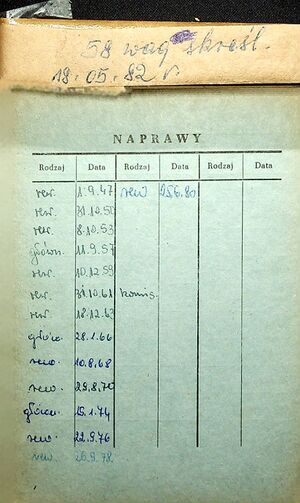 58 wag skreśl.
18.05.82 r
NAPRAWY
Rodzaj Data Rodzaj Data Rodzaj Data
rew. 1.9.47 rew 25.6.80
rew. 31.10.50
rew. 8.10.53
główn. 11.9.57
rew. 10.12.59
rew. 31.10.61 komis.
rew 18.12.63
główn. 28.1.66
rew. 10.8.68
rew. 29.8.70
główn. 15.1.74
rew. 22.9.76
rew. 26.9.78